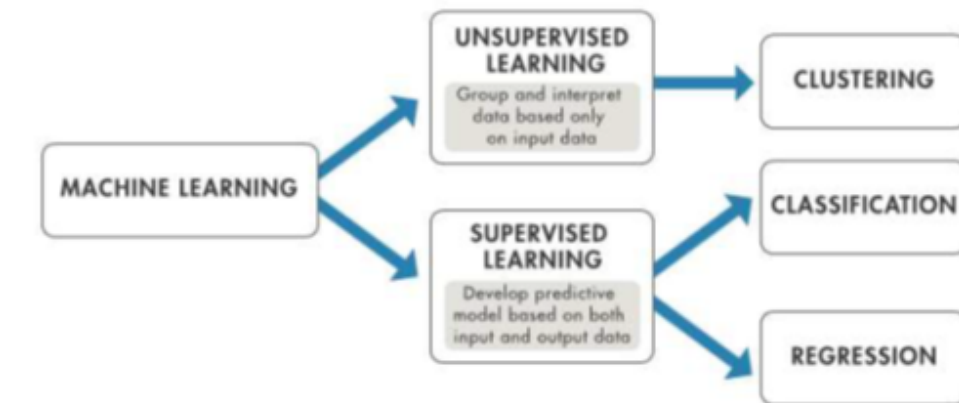 MACHINE LEARNING
UNSUPERVISED
LEARNING
Group and interpret
data based only
on input data
CLUSTERING
SUPERVISED
LEARNING
Develop predictive
model based on both
input and output data
CLASSIFICATION
REGRESSION